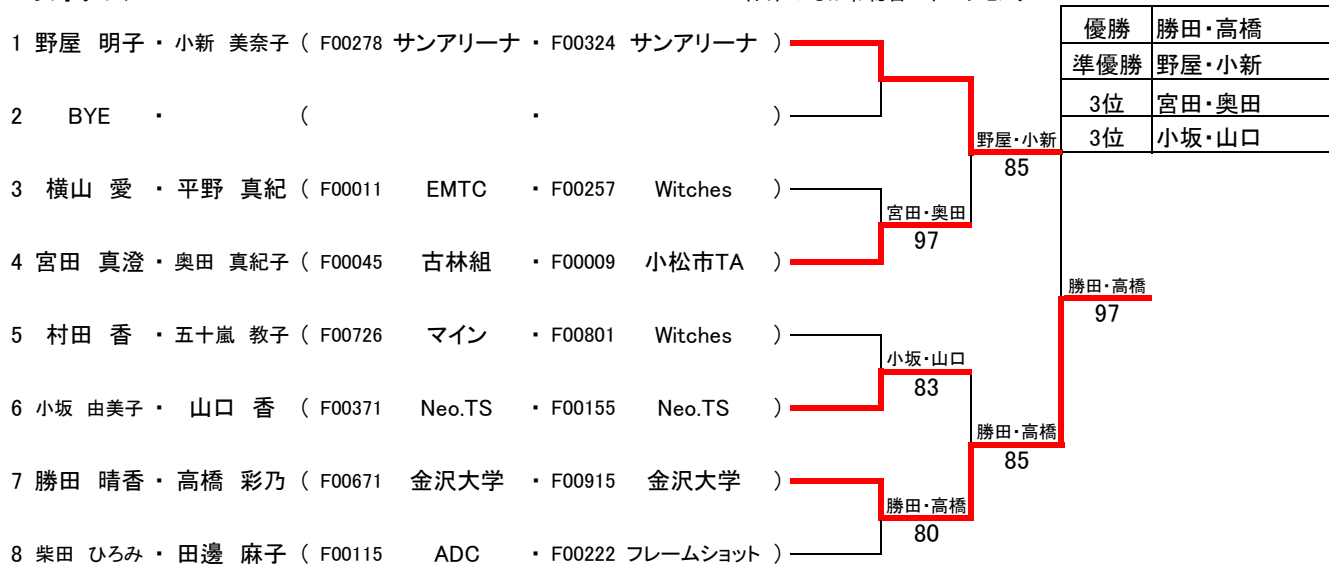 優勝 勝田・高橋
1 野屋 明子 ・ 小新 美奈子 ( F00278 サンアリーナ ・ F00324 サンアリーナ )
準優勝 野屋・小新
3位 宮田・奥田
2 BYE ・ ( ・ )
野屋・小新 3位 小坂・山口
85
3 横山 愛 ・ 平野 真紀 ( F00011 EMTC ・ F00257 Witches )
宮田・奥田
97
4 宮田 真澄 ・ 奥田 真紀子 ( F00045 古林組 ・ F00009 小松市TA )
勝田・高橋
97
5 村田 香 ・ 五十嵐 教子 ( F00726 マイン ・ F00801 Witches )
小坂・山口
83
6 小坂 由美子 ・ 山口 香 ( F00371 Neo.TS ・ F00155 Neo.TS )
勝田・高橋
85
7 勝田 晴香 ・ 高橋 彩乃 ( F00671 金沢大学 ・ F00915 金沢大学 )
勝田・高橋
80
8 柴田 ひろみ ・ 田邊 麻子 ( F00115 ADC ・ F00222 フレームショット )